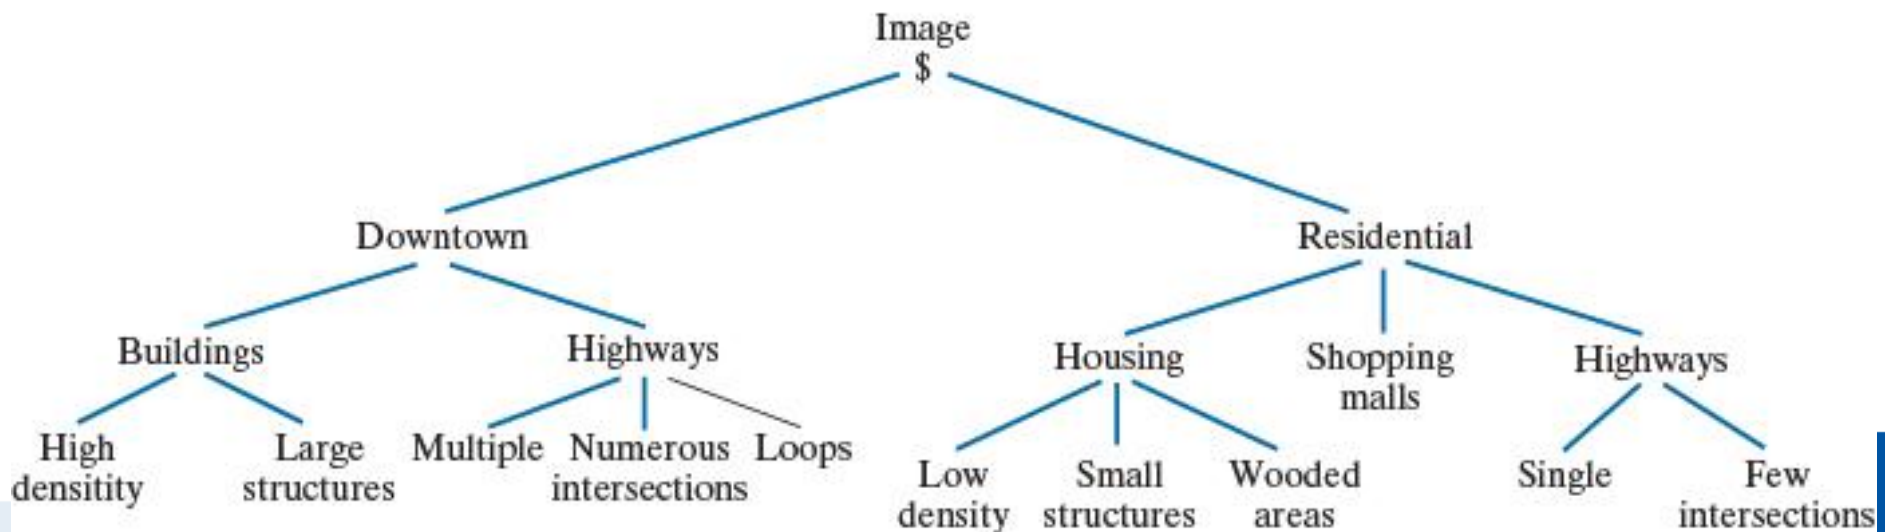 Image
$
Downtown
Residential
Buildings
Highways
Housing
Shopping
malls
Highways
High
densitity
Large
structures
Multiple
Numerous
intersections
Loops
Low
density
Small
structures
Wooded
areas
Single
Few
intersections